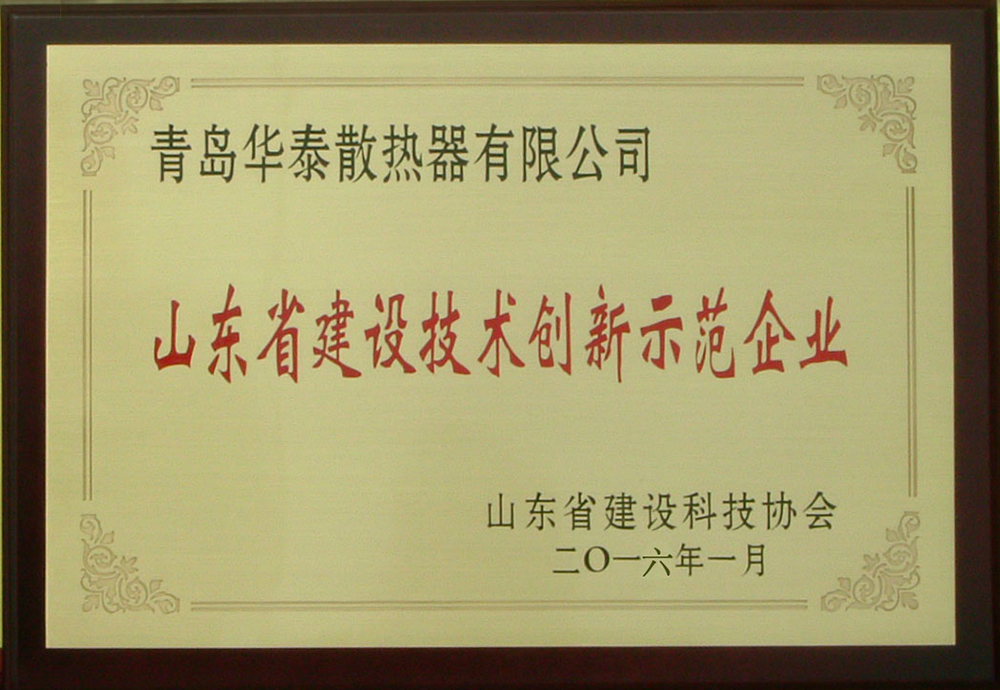 青岛华泰散热器有限公司
山东省建设技术创新示范企业
山东省建设科技协会
二〇一六年一月